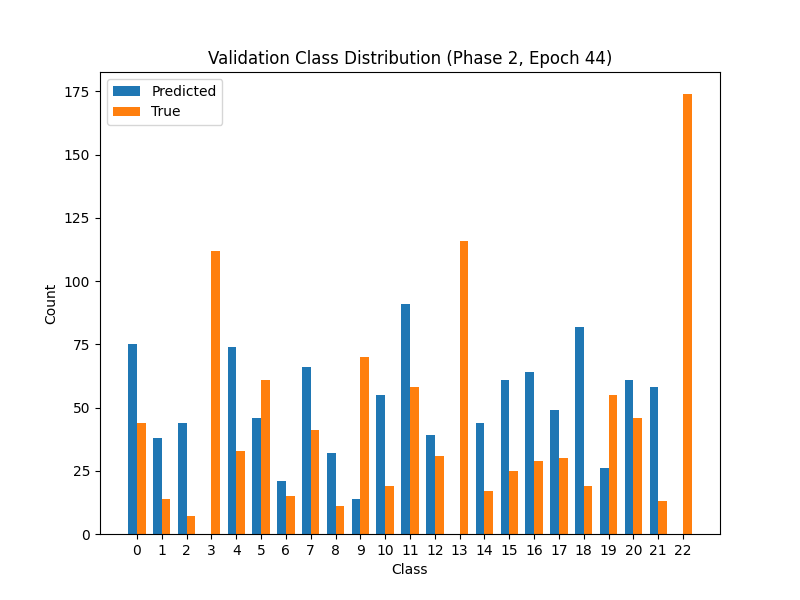 Validation Class Distribution (Phase 2, Epoch 44)
Predicted
True
175
150
125
100
75
50
25
0
Count
0 1 2 3 4 5 6 7 8 9 10 11 12 13 14 15 16 17 18 19 20 21 22
Class